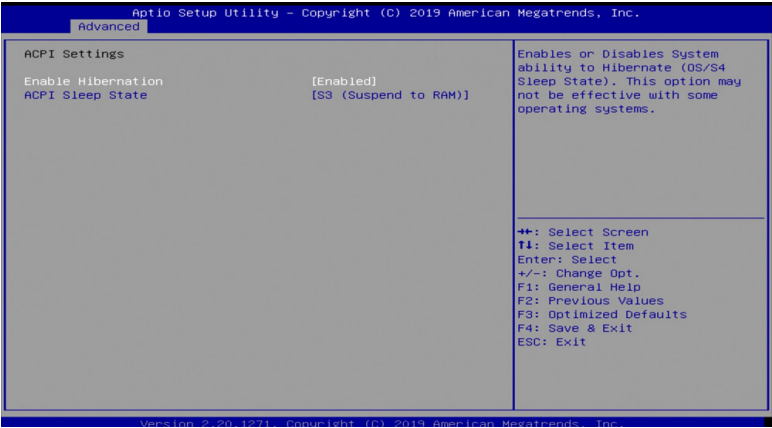 Aptio Setup Utility – Copyright (C) 2019 American Megatrends, Inc.
Advanced
ACPI Settings
Enable Hibernation [Enabled]
ACPI Sleep State [S3 (Suspend to RAM)]
Enables or Disables System
ability to Hibernate (OS/S4
Sleep State). This option may
not be effective with some
operating systems.
→←: Select Screen
↑↓: Select Item
Enter: Select
+/-: Change Opt.
F1: General Help
F2: Previous Values
F3: Optimized Defaults
F4: Save & Exit
ESC: Exit
Version 2.20.1271. Copyright (C) 2019 American Megatrends, Inc.